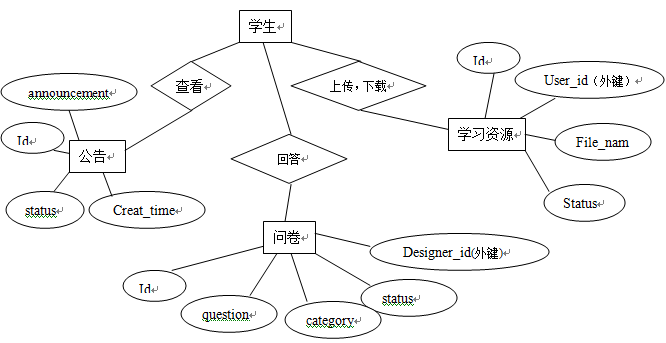 学生
Id
查看
上传，下载
User_id（外键）
announcement
Id
学习资源
File_nam
公告
回答
status
Creat_time
Status
问卷
Designer_id(外键)
Id
question
category
status